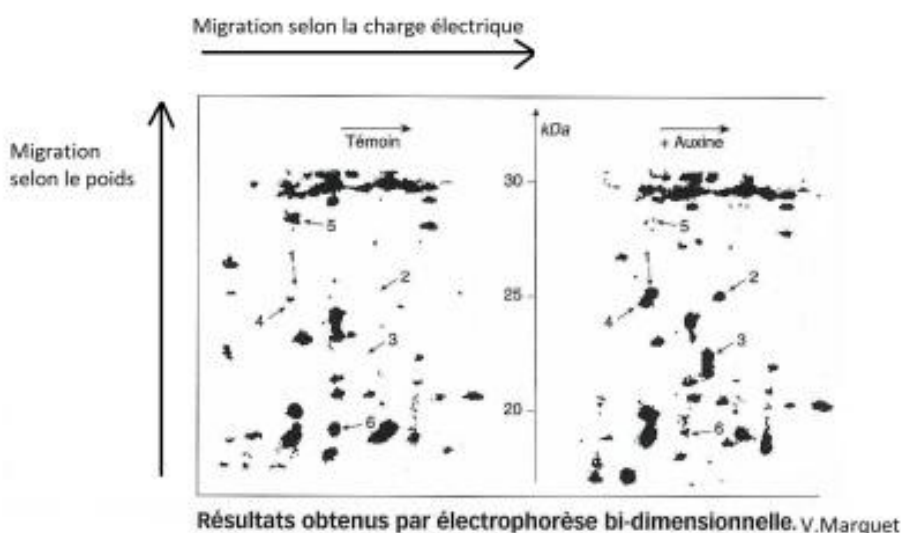 Migration selon la charge électrique
Migration
selon le poids
Témoin
kDa
+ Auxine
30
25
20
5
1
2
4
3
6
5
1
2
4
3
6
Résultats obtenus par électrophorèse bi-dimensionnelle. V.Marquet